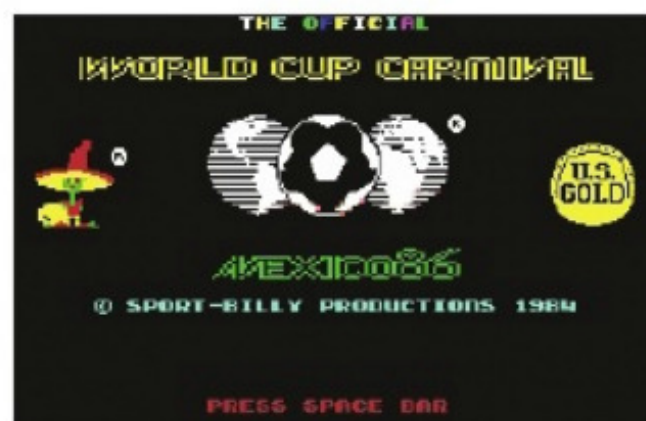 THE OFFICIAL
WORLD CUP CARNIVAL
®
®
U.S.
GOLD
MEXICO86
© SPORT-BILLY PRODUCTIONS 1984
PRESS SPACE BAR